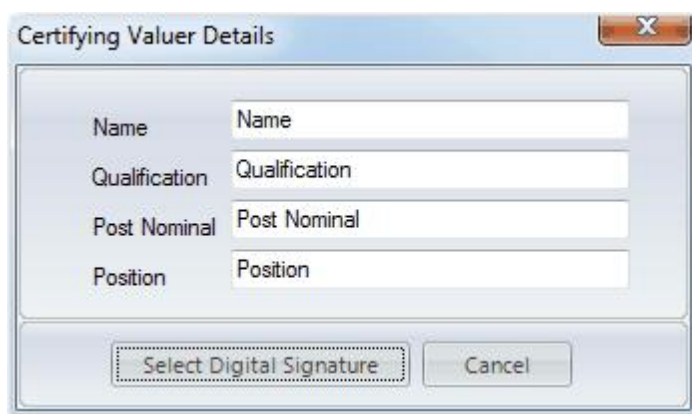 Certifying Valuer Details
Name Name
Qualification Qualification
Post Nominal Post Nominal
Position Position
Select Digital Signature Cancel